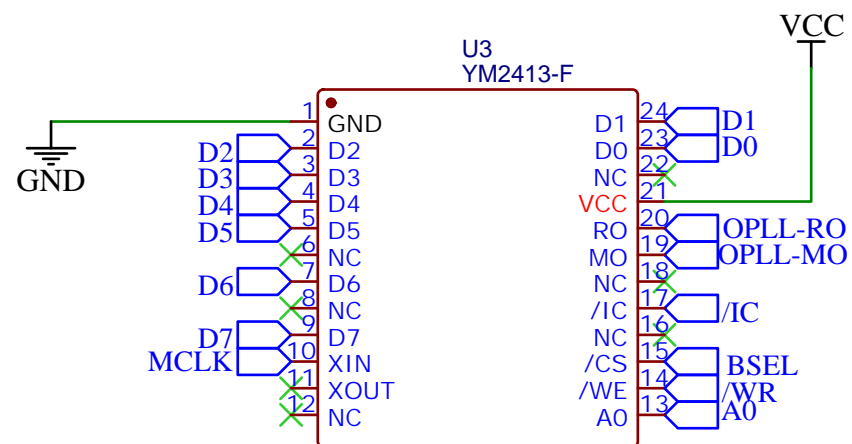 VCC
U3
YM2413-F
1 GND D1 24 D1
D2 2 D2 D0 23 D0
GND D3 3 D3 NC 22
D4 4 D4 VCC 21
D5 5 D5 RO 20 OPLL-RO
6 NC MO 19 OPLL-MO
D6 7 D6 NC 18
8 NC /IC 17 /IC
D7 9 D7 NC 16
MCLK 10 XIN /CS 15 BSEL
11 XOUT /WE 14 /WR
12 NC A0 13 A0